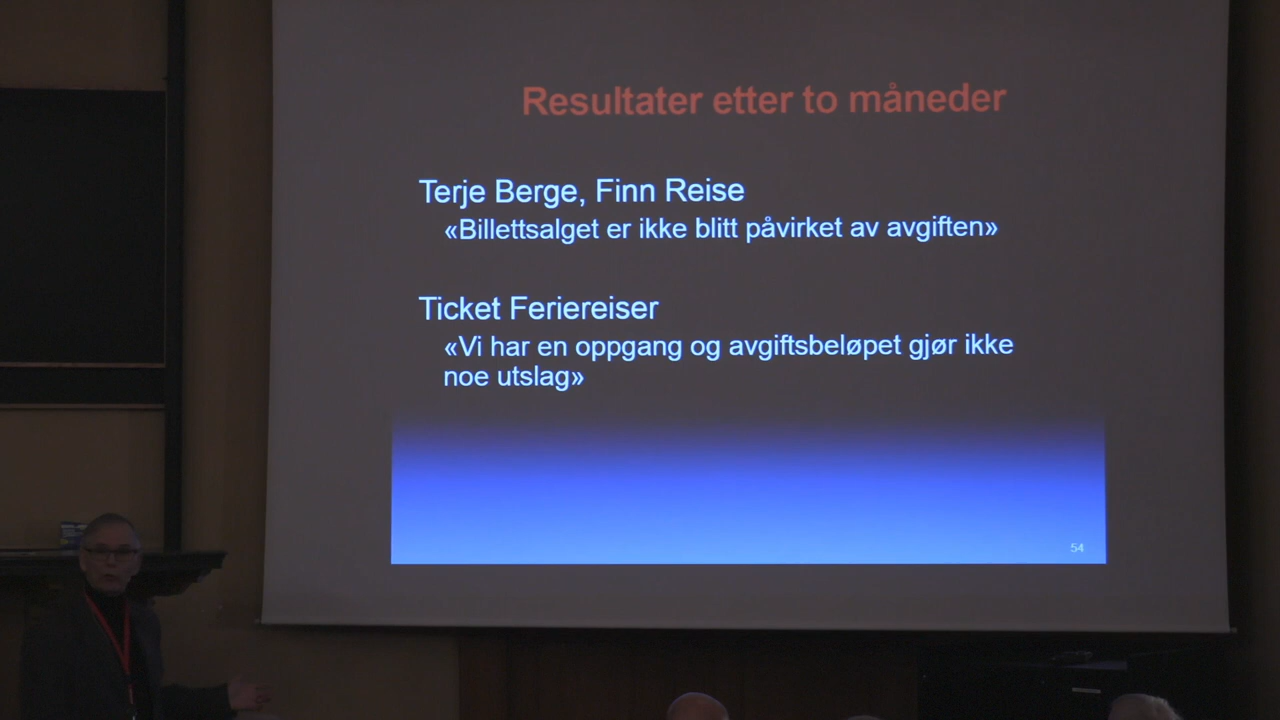 Resultater etter to måneder
Terje Berge, Finn Reise
«Billettsalget er ikke blitt påvirket av avgiften»
Ticket Feriereiser
«Vi har en oppgang og avgiftsbeløpet gjør ikke
noe utslag»
54